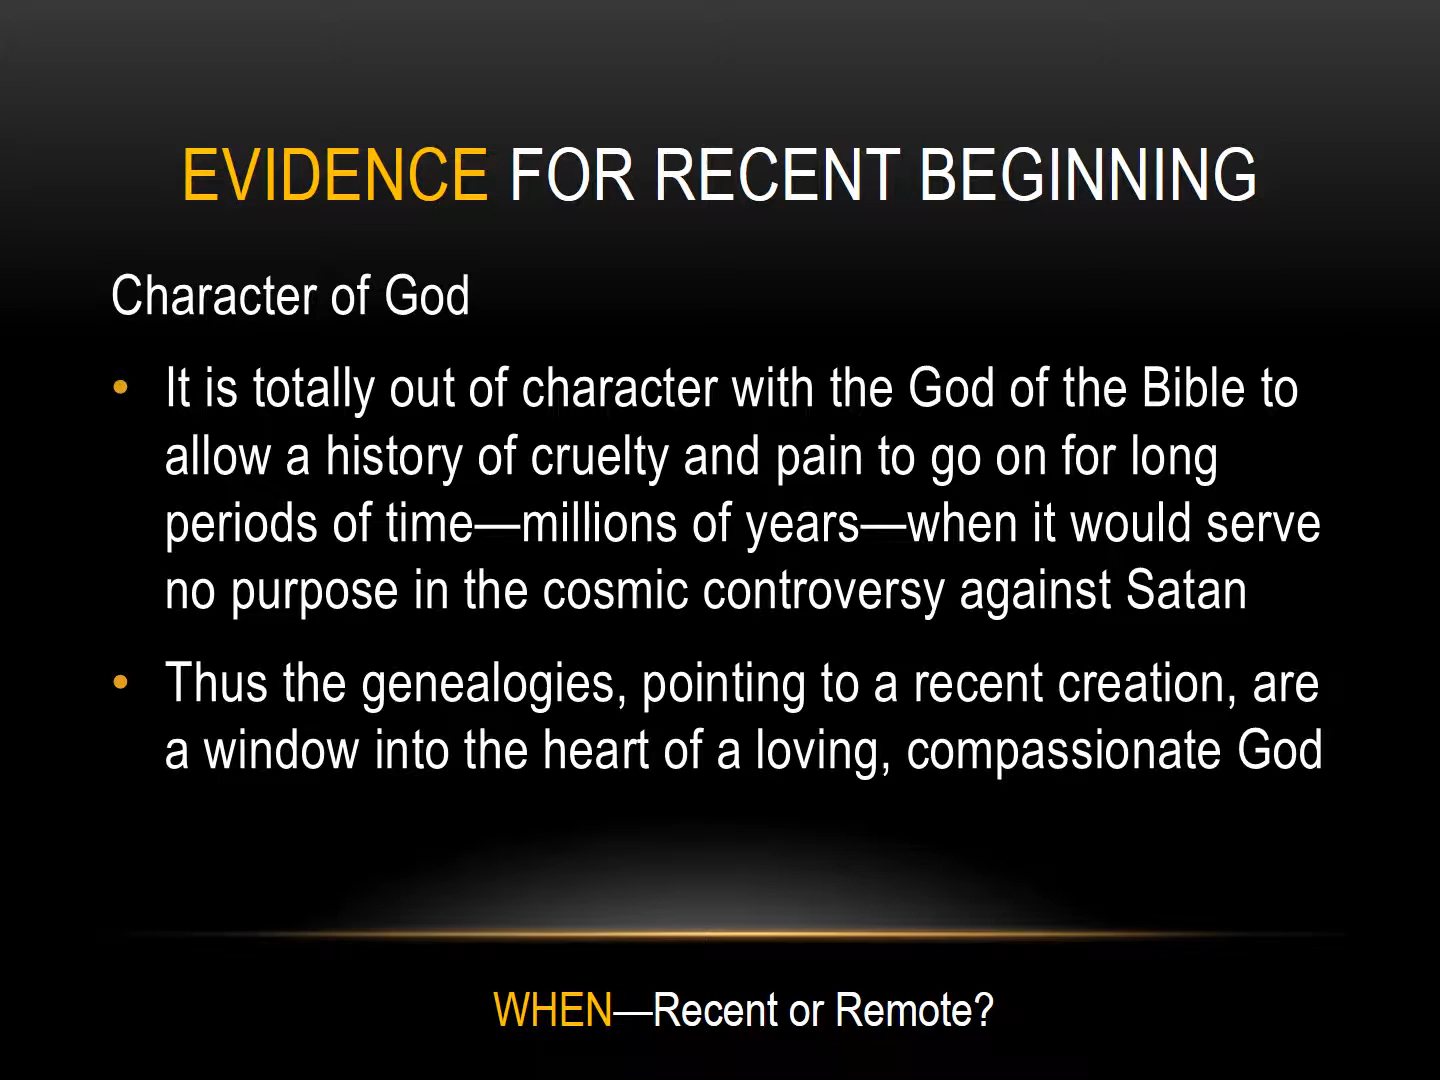 EVIDENCE FOR RECENT BEGINNING
Character of God
• It is totally out of character with the God of the Bible to
allow a history of cruelty and pain to go on for long
periods of time—millions of years—when it would serve
no purpose in the cosmic controversy against Satan
• Thus the genealogies, pointing to a recent creation, are
a window into the heart of a loving, compassionate God
WHEN—Recent or Remote?